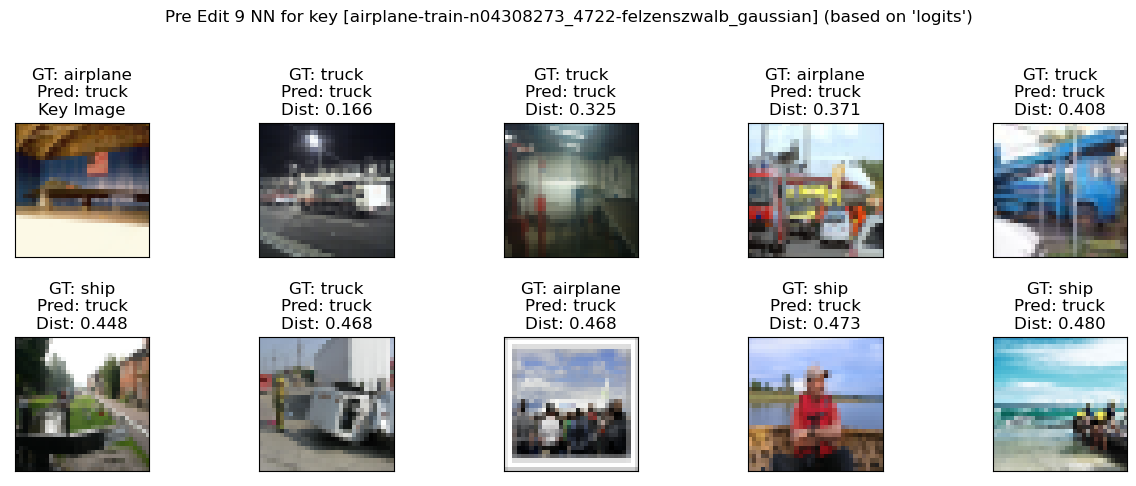 Pre Edit 9 NN for key [airplane-train-n04308273_4722-felzenszwalb_gaussian] (based on 'logits')
GT: airplane
Pred: truck
Key Image
GT: truck
Pred: truck
Dist: 0.166
GT: truck
Pred: truck
Dist: 0.325
GT: airplane
Pred: truck
Dist: 0.371
GT: truck
Pred: truck
Dist: 0.408
GT: ship
Pred: truck
Dist: 0.448
GT: truck
Pred: truck
Dist: 0.468
GT: airplane
Pred: truck
Dist: 0.468
GT: ship
Pred: truck
Dist: 0.473
GT: ship
Pred: truck
Dist: 0.480